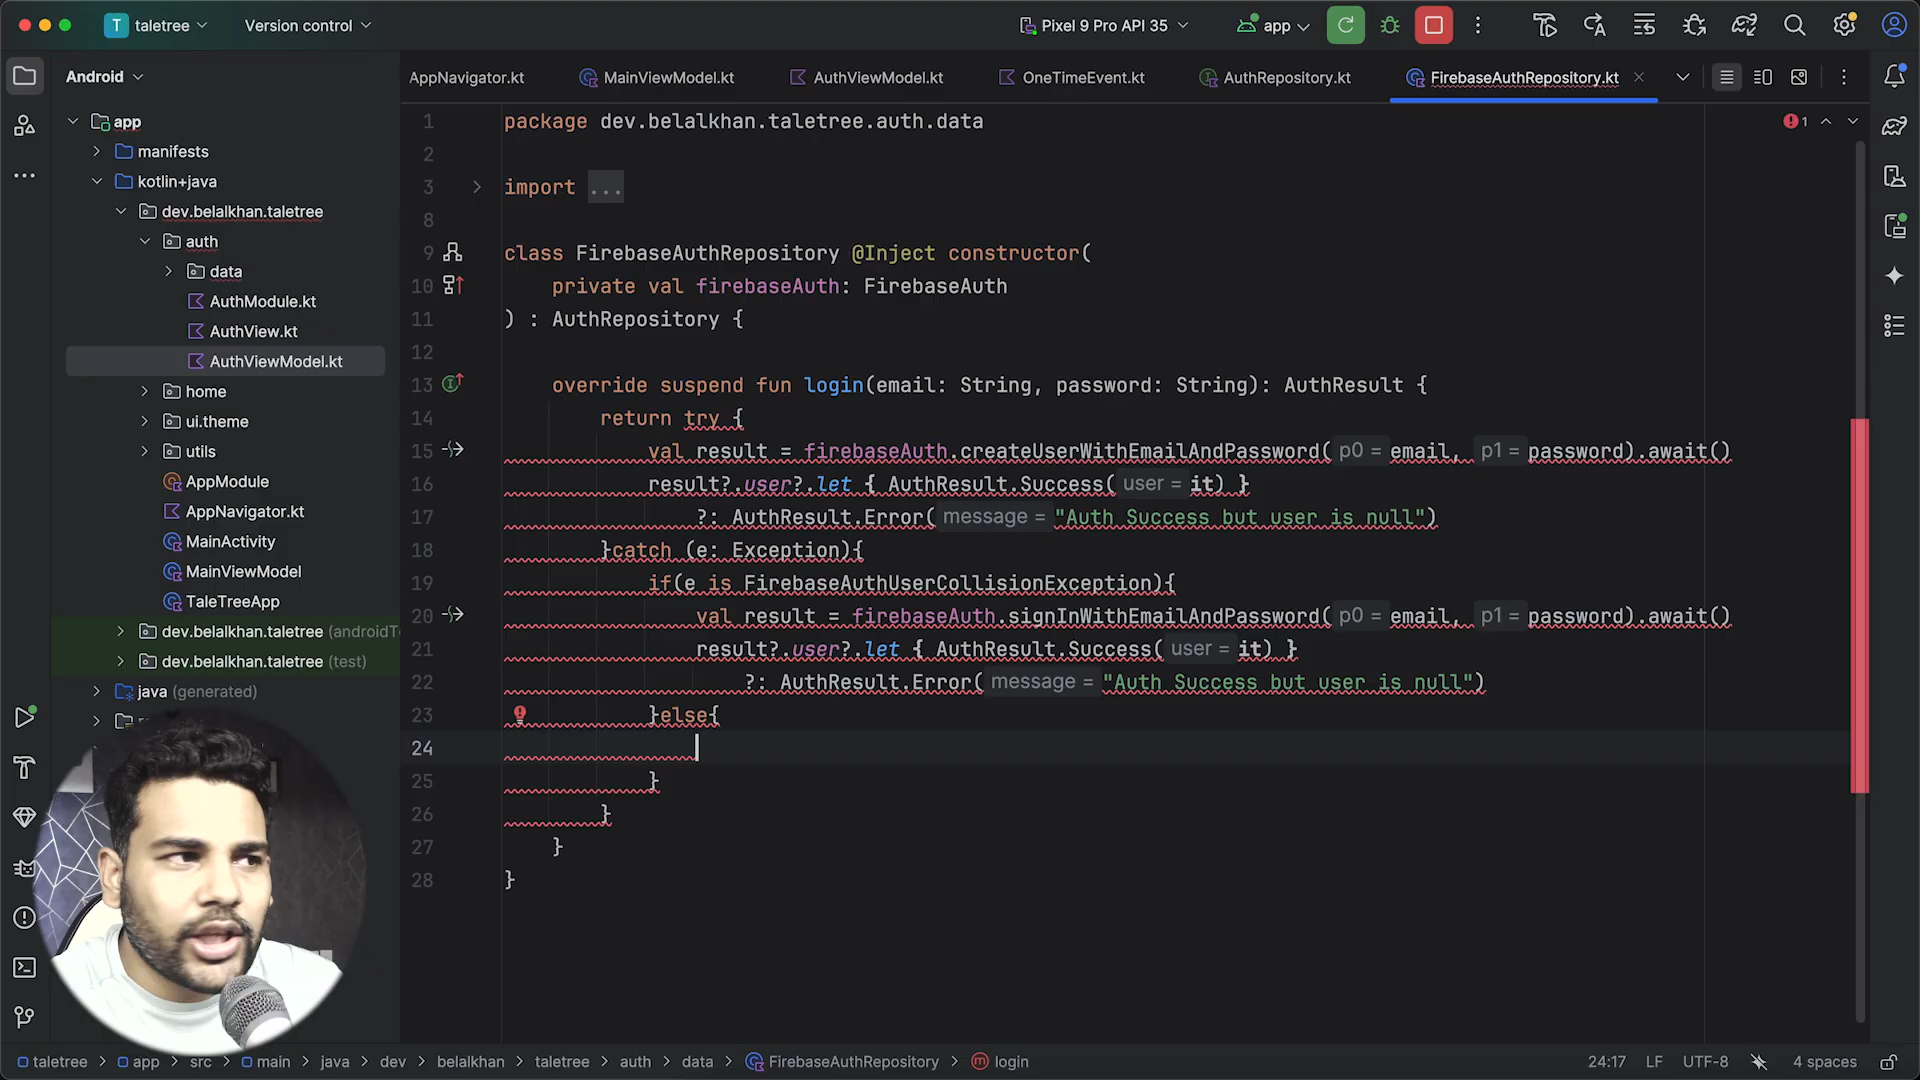 T taletree
Version control
Pixel 9 Pro API 35
app
Android
AppNavigator.kt
MainViewModel.kt
AuthViewModel.kt
OneTimeEvent.kt
AuthRepository.kt
FirebaseAuthRepository.kt
app
manifests
kotlin+java
dev.belalkhan.taletree
auth
data
AuthModule.kt
AuthView.kt
AuthViewModel.kt
home
ui.theme
utils
AppModule
AppNavigator.kt
MainActivity
MainViewModel
TaleTreeApp
dev.belalkhan.taletree (androidTe
dev.belalkhan.taletree (test)
java (generated)
1 package dev.belalkhan.taletree.auth.data
1
2
3 import ...
8
9 class FirebaseAuthRepository @Inject constructor(
10 private val firebaseAuth: FirebaseAuth
11 ) : AuthRepository {
12
13 override suspend fun login(email: String, password: String): AuthResult {
14 return try {
15 val result = firebaseAuth.createUserWithEmailAndPassword( p0 = email, p1 = password).await()
16 result?.user?.let { AuthResult.Success( user = it) }
17 ?: AuthResult.Error( message = "Auth Success but user is null")
18 }catch (e: Exception){
19 if(e is FirebaseAuthUserCollisionException){
20 val result = firebaseAuth.signInWithEmailAndPassword( p0 = email, p1 = password).await()
21 result?.user?.let { AuthResult.Success( user = it) }
22 ?: AuthResult.Error( message = "Auth Success but user is null")
23 }else{
24
25 }
26 }
27 }
28 }
taletree > app > src > main > java > dev > belalkhan > taletree > auth > data > FirebaseAuthRepository > m login
24:17 LF UTF-8 4 spaces